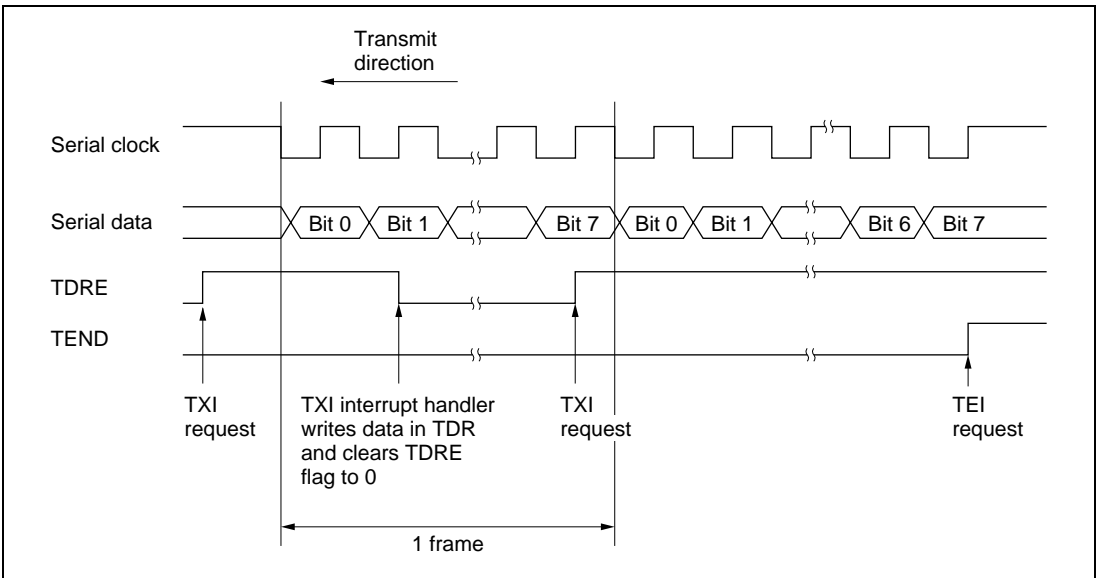 Transmit
direction
Serial clock
Serial data
Bit 0
Bit 1
Bit 7
Bit 0
Bit 1
Bit 6
Bit 7
TDRE
TEND
TXI
request
TXI interrupt handler
writes data in TDR
and clears TDRE
flag to 0
TXI
request
TEI
request
1 frame